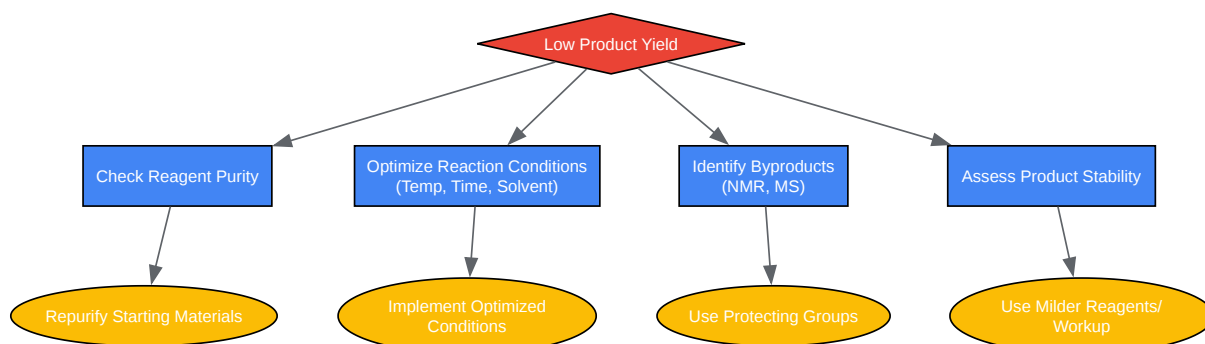 Low Product Yield
Check Reagent Purity
Optimize Reaction Conditions
(Temp, Time, Solvent)
Identify Byproducts
(NMR, MS)
Assess Product Stability
Repurify Starting Materials
Implement Optimized
Conditions
Use Protecting Groups
Use Milder Reagents/
Workup